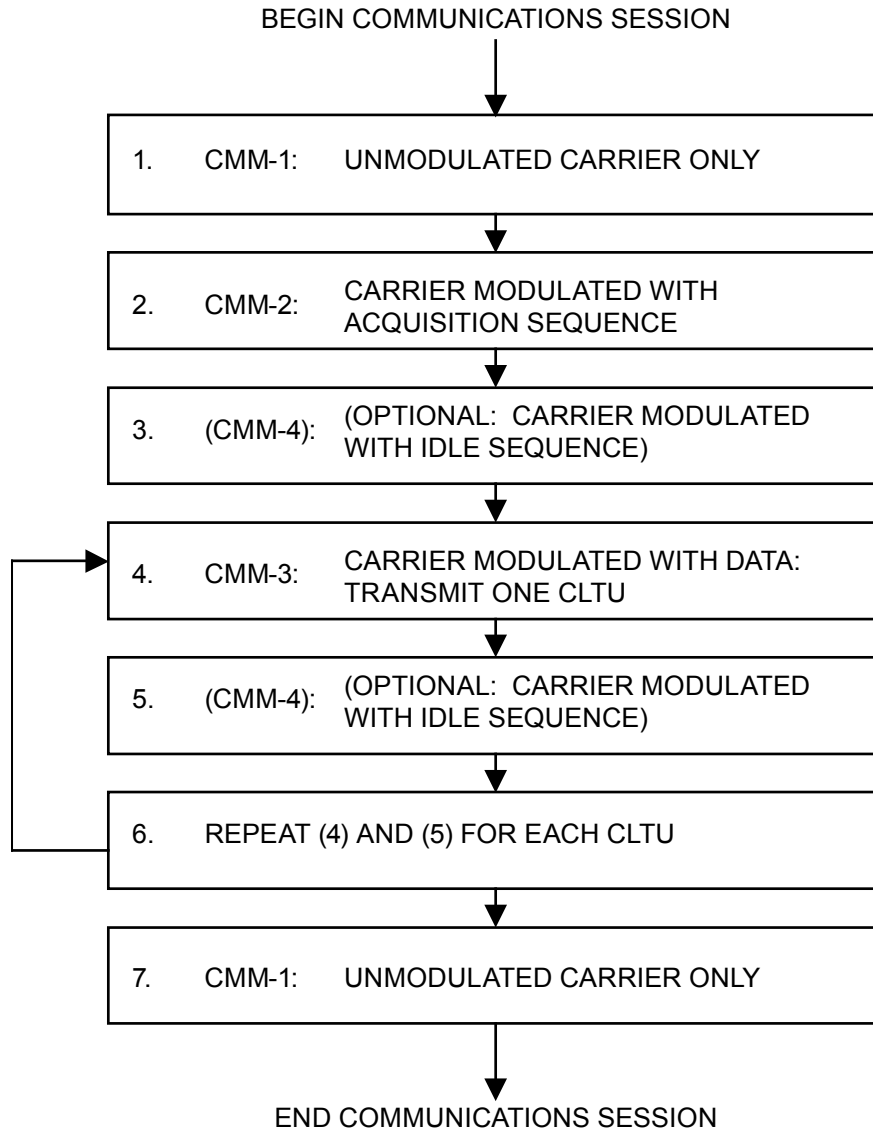 BEGIN COMMUNICATIONS SESSION
1. CMM-1: UNMODULATED CARRIER ONLY
2. CMM-2: CARRIER MODULATED WITH
ACQUISITION SEQUENCE
3. (CMM-4): (OPTIONAL: CARRIER MODULATED
WITH IDLE SEQUENCE)
4. CMM-3: CARRIER MODULATED WITH DATA:
TRANSMIT ONE CLTU
5. (CMM-4): (OPTIONAL: CARRIER MODULATED
WITH IDLE SEQUENCE)
6. REPEAT (4) AND (5) FOR EACH CLTU
7. CMM-1: UNMODULATED CARRIER ONLY
END COMMUNICATIONS SESSION